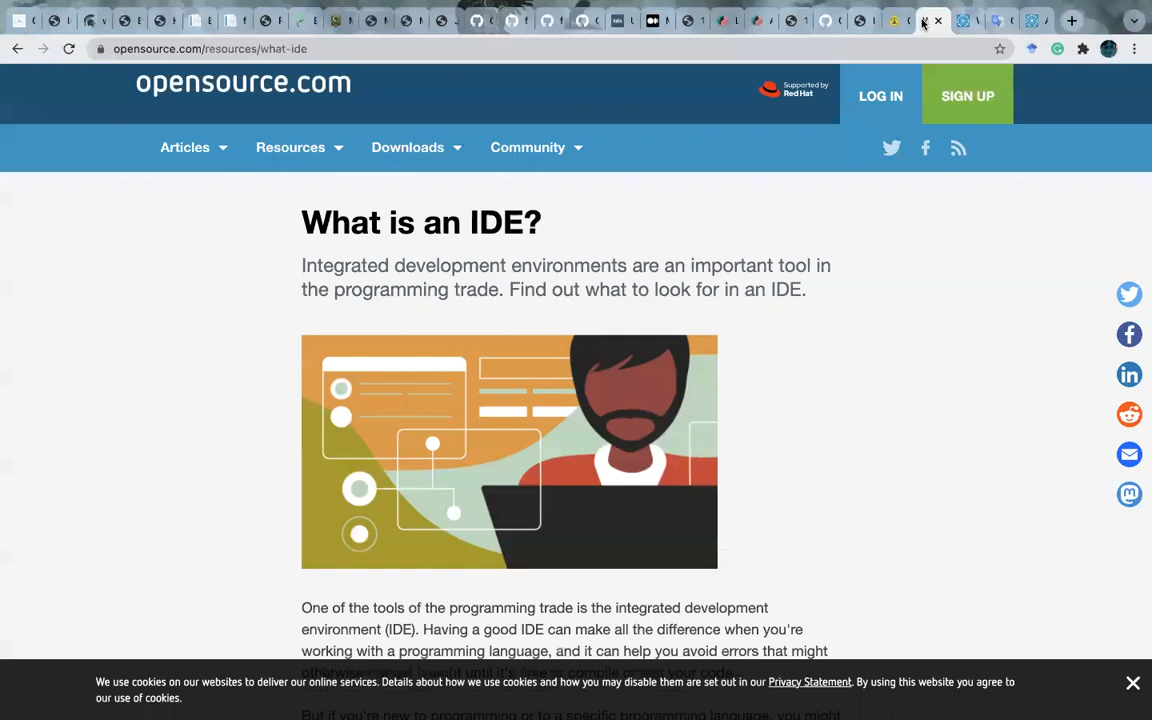 opensource.com/resources/what-ide
opensource.com
Supported by
Red Hat
LOG IN
SIGN UP
Articles
Resources
Downloads
Community
What is an IDE?
Integrated development environments are an important tool in
the programming trade. Find out what to look for in an IDE.
One of the tools of the programming trade is the integrated development
environment (IDE). Having a good IDE can make all the difference when you're
working with a programming language, and it can help you avoid errors that might
We use cookies on our websites to deliver our online services. Details about how we use cookies and how you may disable them are set out in our Privacy Statement. By using this website you agree to
our use of cookies.